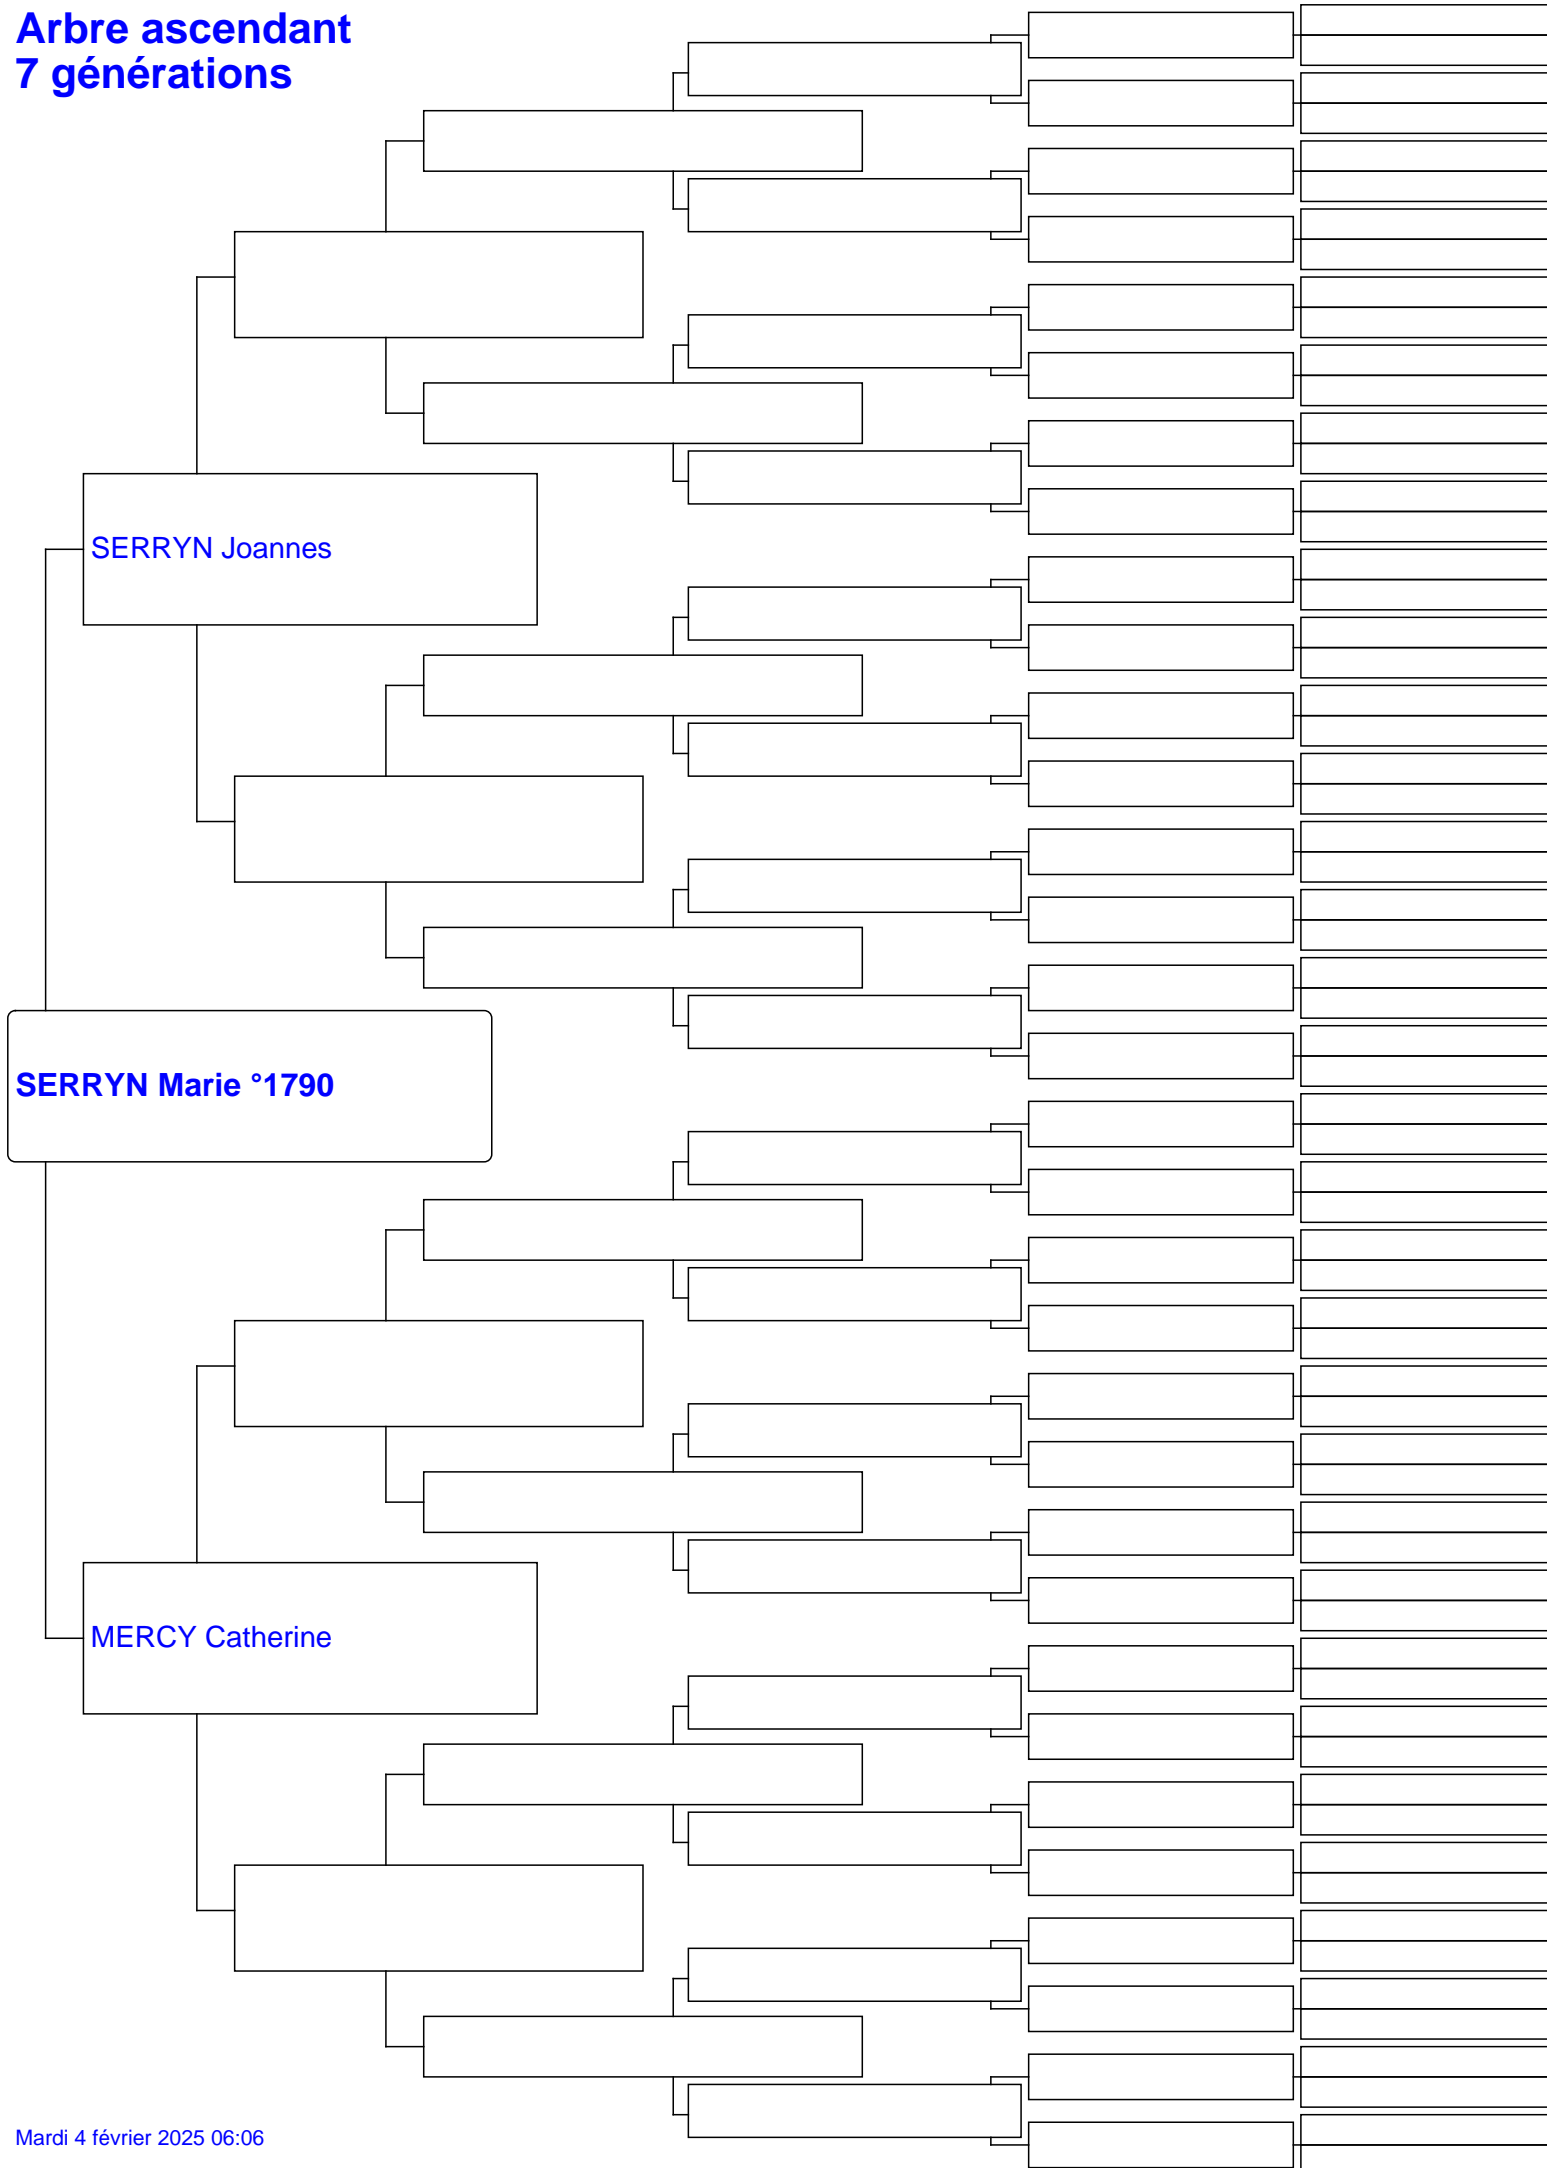 Arbre ascendant
7 générations
SERRYN Joannes
SERRYN Marie °1790
MERCY Catherine
Mardi 4 février 2025 06:06